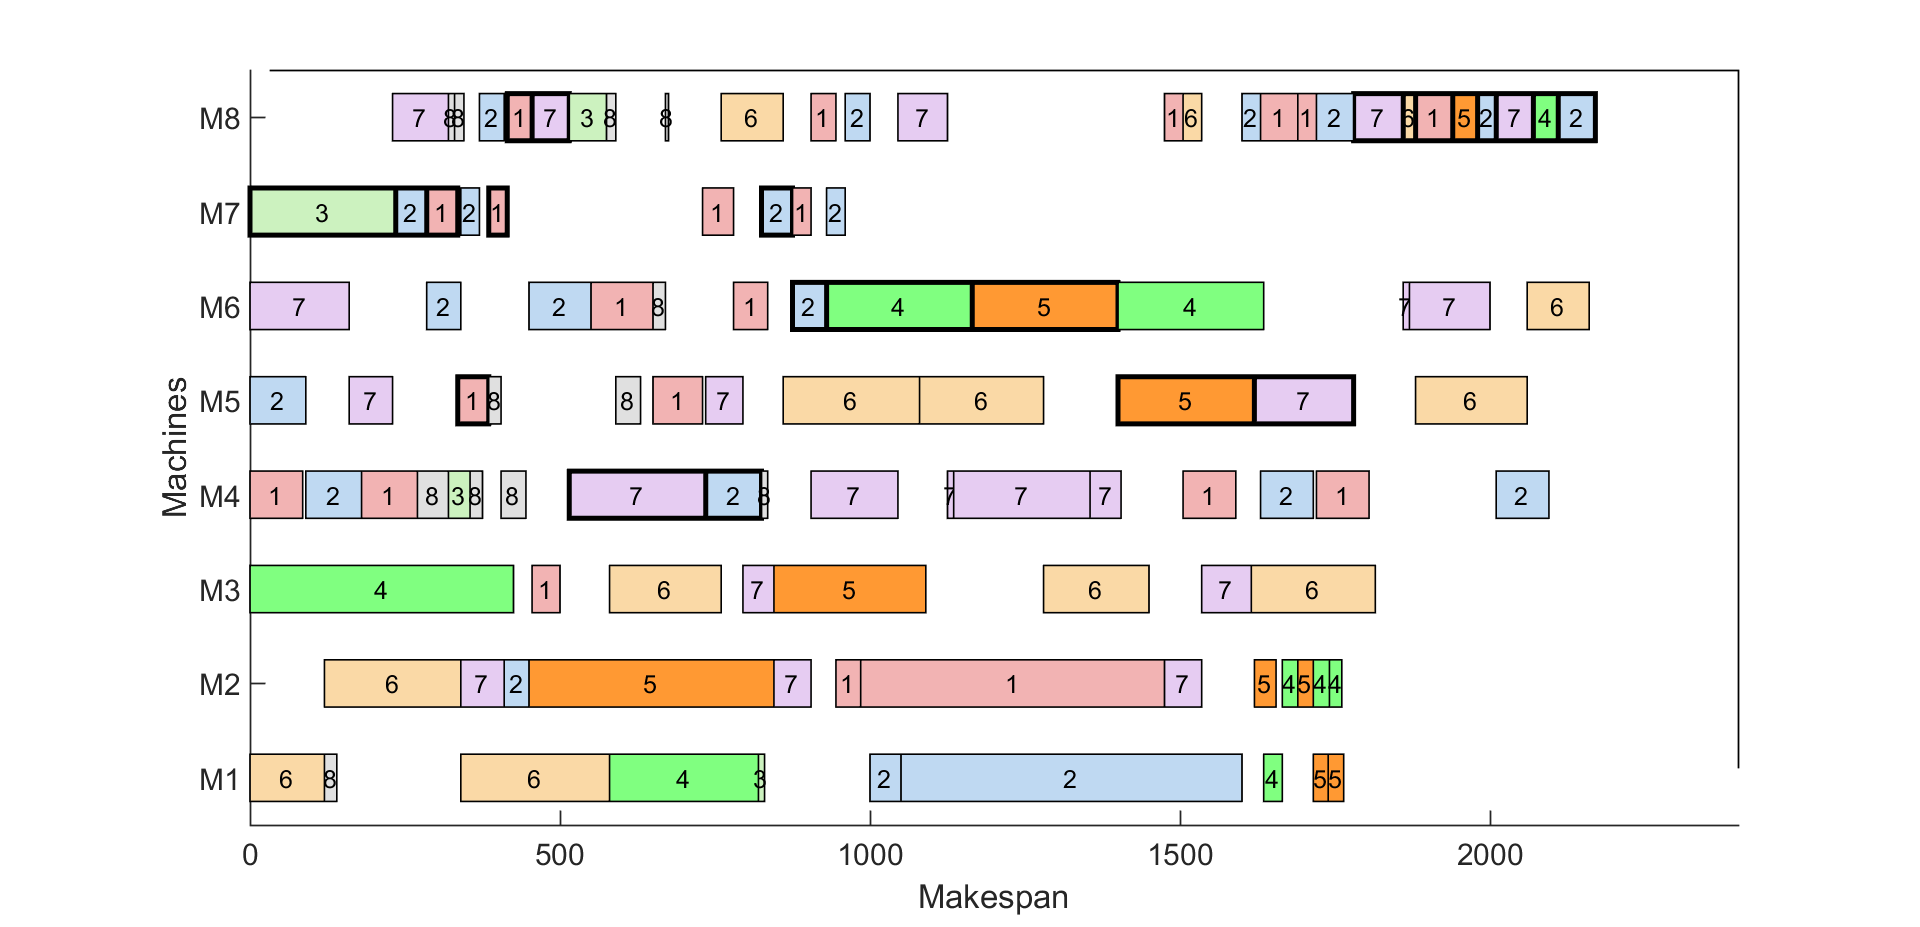 M8 7 8 8 2 1 7 3 8 8 6 1 2 7 1 6 2 1 1 2 7 6 1 5 2 7 4 2
M7 3 2 1 2 1 1 2 1 2
M6 7 2 2 1 8 1 2 4 5 4 7 7 6
M5 2 7 1 8 8 1 7 6 6 5 7 6
M4 1 2 1 8 3 8 8 7 2 8 7 7 7 7 1 2 1 2
M3 4 1 6 7 5 6 7 6
M2 6 7 2 5 7 1 1 7 5 4 5 4 4
M1 6 8 6 4 3 2 2 4 5 5
0 500 1000 1500 2000
Makespan
Machines